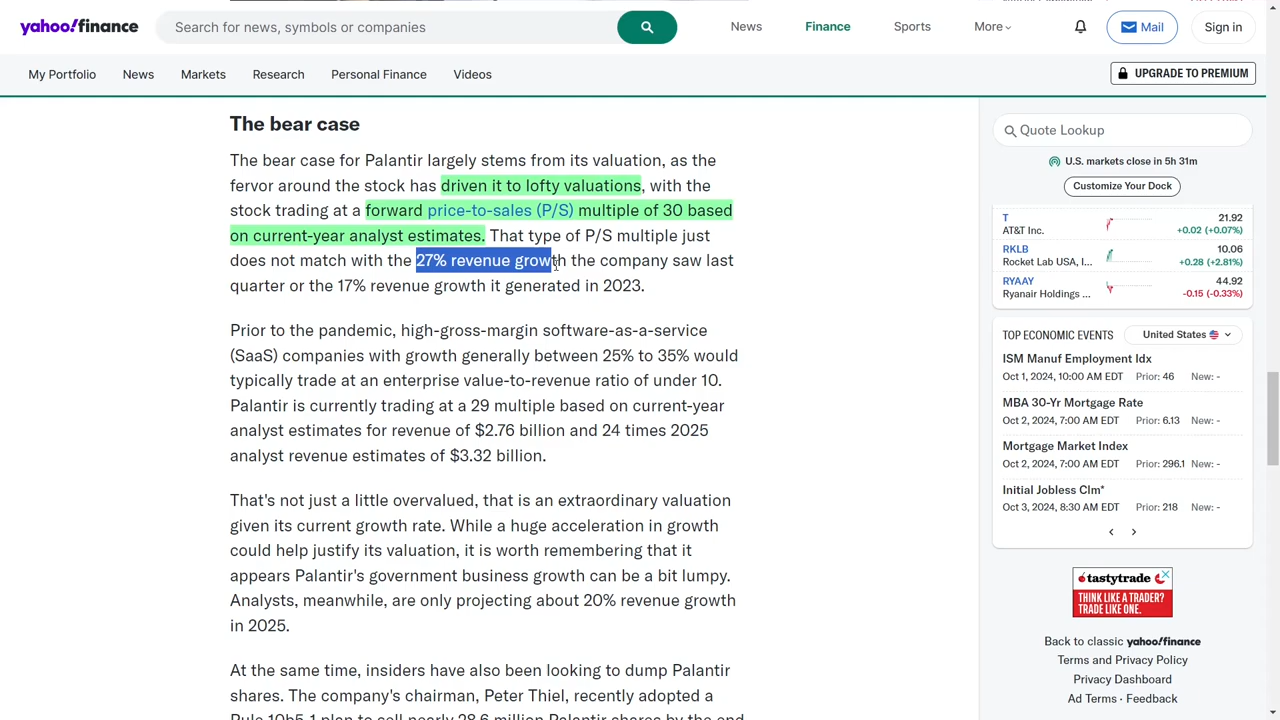 yahoo!finance
Search for news, symbols or companies
News
Finance
Sports
More
Mail
Sign in
My Portfolio
News
Markets
Research
Personal Finance
Videos
UPGRADE TO PREMIUM
The bear case
The bear case for Palantir largely stems from its valuation, as the
fervor around the stock has driven it to lofty valuations, with the
stock trading at a forward price-to-sales (P/S) multiple of 30 based
on current-year analyst estimates. That type of P/S multiple just
does not match with the 27% revenue growth the company saw last
quarter or the 17% revenue growth it generated in 2023.
Prior to the pandemic, high-gross-margin software-as-a-service
(SaaS) companies with growth generally between 25% to 35% would
typically trade at an enterprise value-to-revenue ratio of under 10.
Palantir is currently trading at a 29 multiple based on current-year
analyst estimates for revenue of $2.76 billion and 24 times 2025
analyst revenue estimates of $3.32 billion.
That's not just a little overvalued, that is an extraordinary valuation
given its current growth rate. While a huge acceleration in growth
could help justify its valuation, it is worth remembering that it
appears Palantir's government business growth can be a bit lumpy.
Analysts, meanwhile, are only projecting about 20% revenue growth
in 2025.
At the same time, insiders have also been looking to dump Palantir
shares. The company's chairman, Peter Thiel, recently adopted a
Rule 10b5-1 plan to sell nearly 28.6 million Palantir shares by the end
Quote Lookup
U.S. markets close in 5h 31m
Customize Your Dock
T 21.92
AT&T Inc. +0.02 (+0.07%)
RKLB 10.06
Rocket Lab USA, I... +0.28 (+2.81%)
RYAAY 44.92
Ryanair Holdings ... -0.15 (-0.33%)
TOP ECONOMIC EVENTS United States
ISM Manuf Employment Idx
Oct 1, 2024, 10:00 AM EDT Prior: 46 New: -
MBA 30-Yr Mortgage Rate
Oct 2, 2024, 7:00 AM EDT Prior: 6.13 New: -
Mortgage Market Index
Oct 2, 2024, 7:00 AM EDT Prior: 296.1 New: -
Initial Jobless Clm*
Oct 3, 2024, 8:30 AM EDT Prior: 218 New: -
tastytrade
THINK LIKE A TRADER?
TRADE LIKE ONE.
Back to classic yahoo!finance
Terms and Privacy Policy
Privacy Dashboard
Ad Terms · Feedback